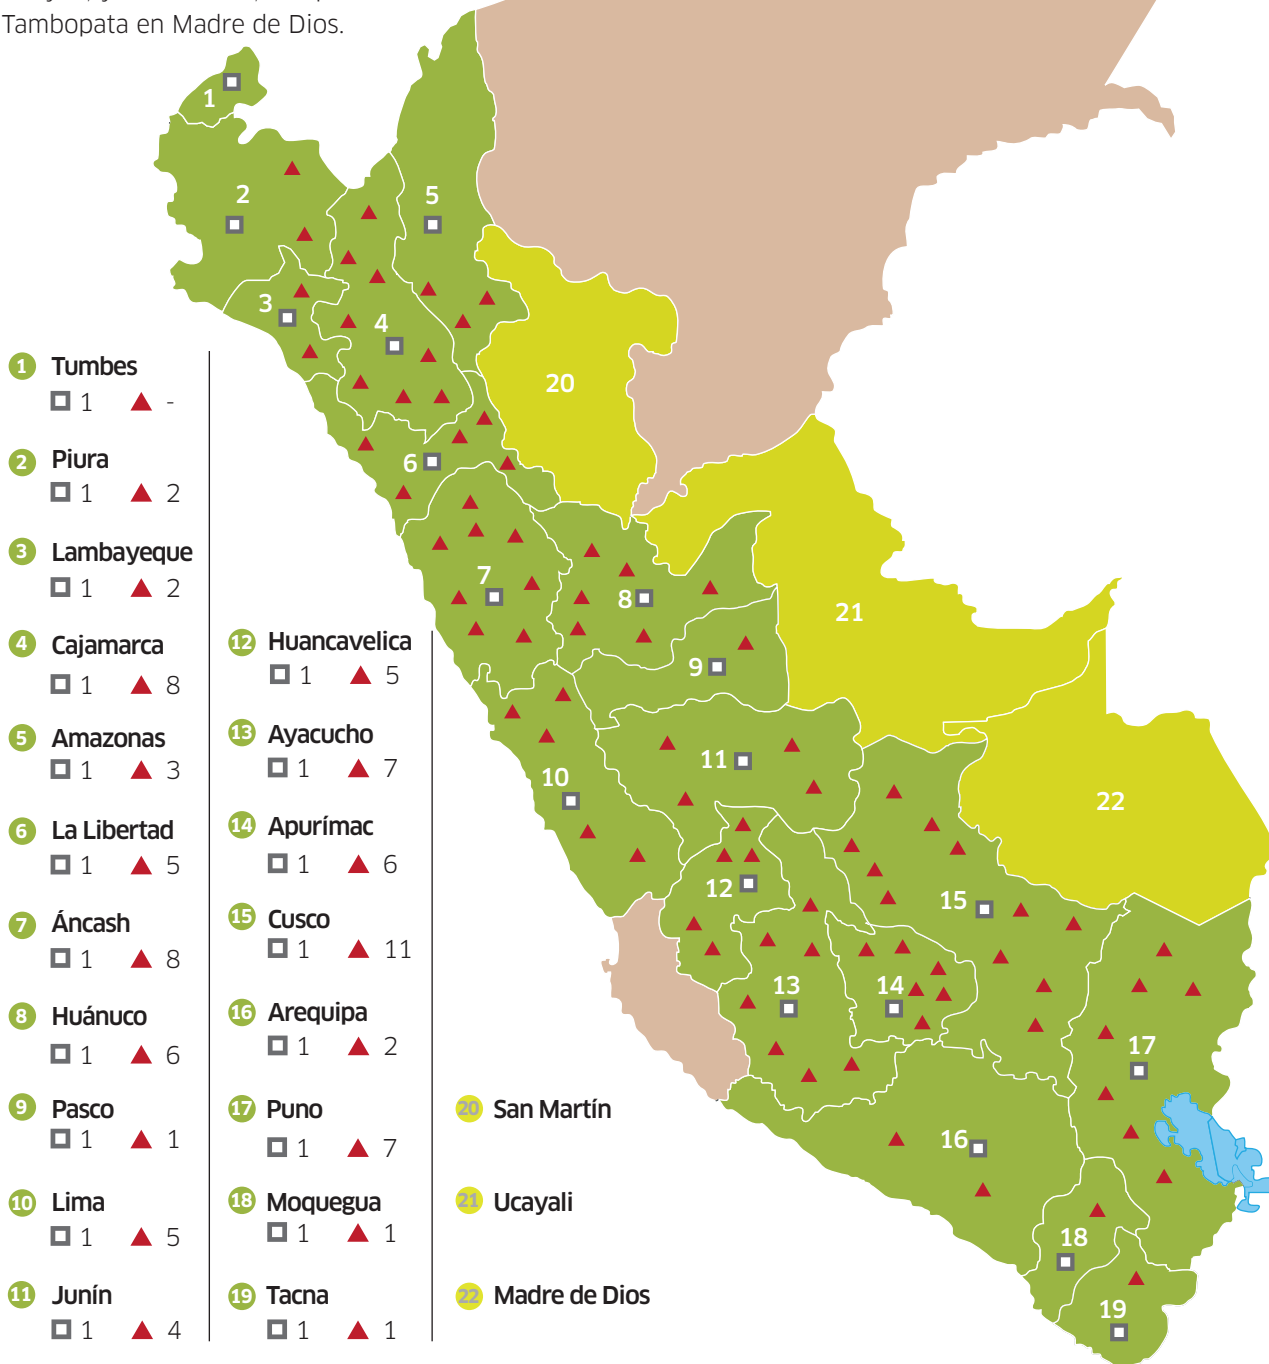 Tambopata en Madre de Dios.
1
2
3
4
5
6
7
8
9
10
11
12
13
14
15
16
17
18
19
20
21
22
1 Tumbes
1 -
2 Piura
1 2
3 Lambayeque
1 2
4 Cajamarca
1 8
5 Amazonas
1 3
6 La Libertad
1 5
7 Áncash
1 8
8 Huánuco
1 6
9 Pasco
1 1
10 Lima
1 5
11 Junín
1 4
12 Huancavelica
1 5
13 Ayacucho
1 7
14 Apurímac
1 6
15 Cusco
1 11
16 Arequipa
1 2
17 Puno
1 7
18 Moquegua
1 1
19 Tacna
1 1
20 San Martín
21 Ucayali
22 Madre de Dios